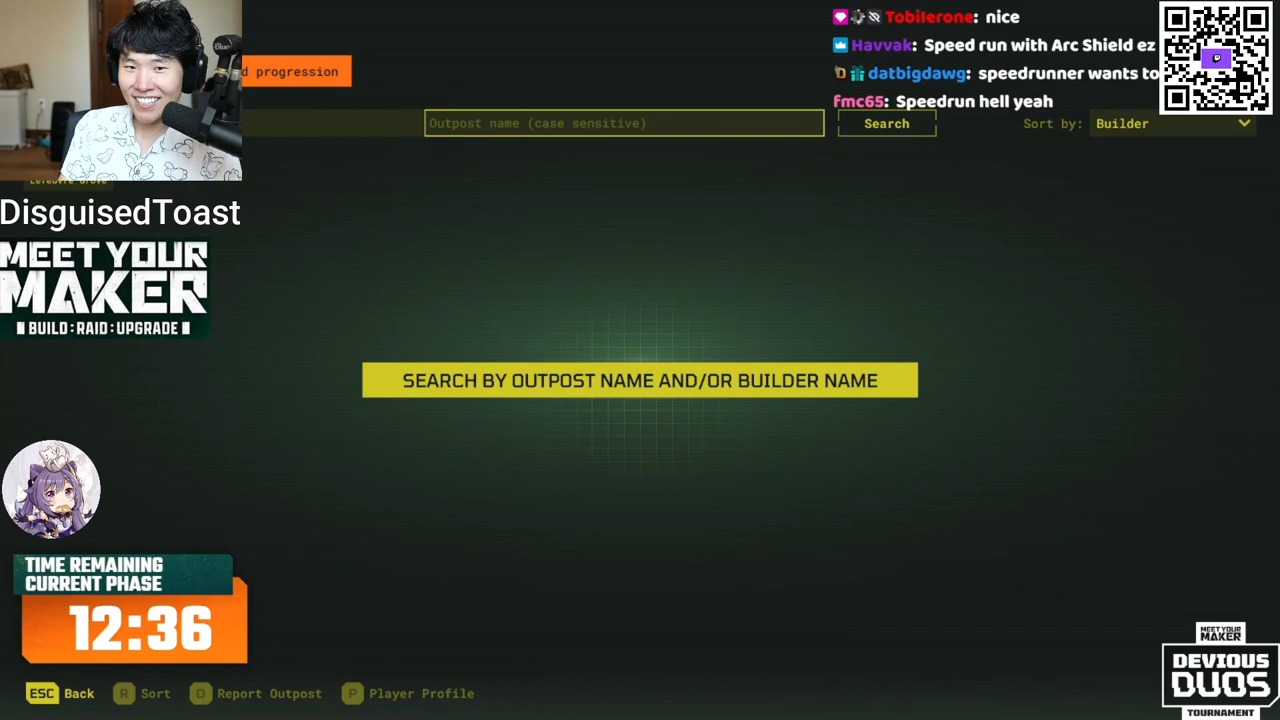 Tobilerone: nice
Havvak: Speed run with Arc Shield ez
datbigdawg: speedrunner wants to
fmc65: Speedrun hell yeah
d progression
Outpost name (case sensitive)
Search
Sort by: Builder
Lefebvre Grove
DisguisedToast
MEET YOUR
MAKER
BUILD : RAID : UPGRADE
SEARCH BY OUTPOST NAME AND/OR BUILDER NAME
TIME REMAINING
CURRENT PHASE
12:36
ESC Back R Sort O Report Outpost P Player Profile
MEET YOUR
MAKER
DEVIOUS
DUOS
TOURNAMENT
Blue